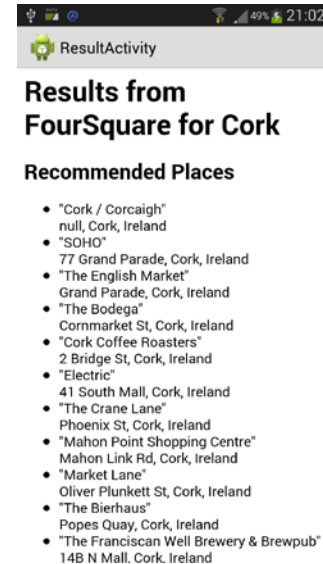 49% 21:02
ResultActivity
Results from
FourSquare for Cork
Recommended Places
• "Cork / Corcaigh"
null, Cork, Ireland
• "SOHO"
77 Grand Parade, Cork, Ireland
• "The English Market"
Grand Parade, Cork, Ireland
• "The Bodega"
Cornmarket St, Cork, Ireland
• "Cork Coffee Roasters"
2 Bridge St, Cork, Ireland
• "Electric"
41 South Mall, Cork, Ireland
• "The Crane Lane"
Phoenix St, Cork, Ireland
• "Mahon Point Shopping Centre"
Mahon Link Rd, Cork, Ireland
• "Market Lane"
Oliver Plunkett St, Cork, Ireland
• "The Bierhaus"
Popes Quay, Cork, Ireland
• "The Franciscan Well Brewery & Brewpub"
14B N Mall, Cork, Ireland